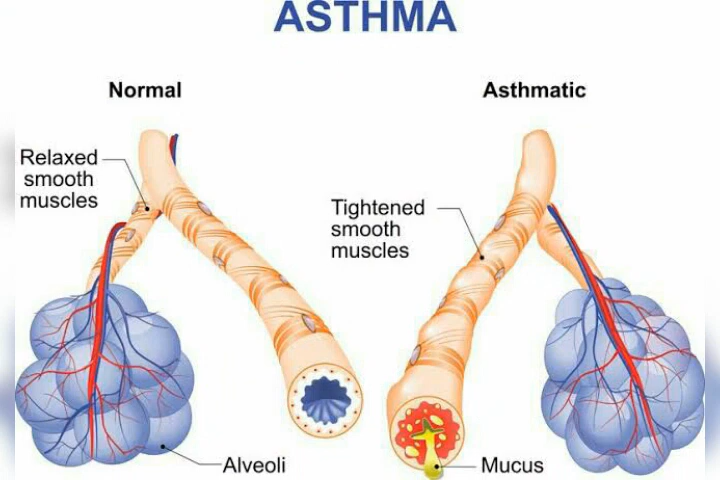 ASTHMA
Normal
Asthmatic
Relaxed
smooth
muscles
Tightened
smooth
muscles
Alveoli
Mucus